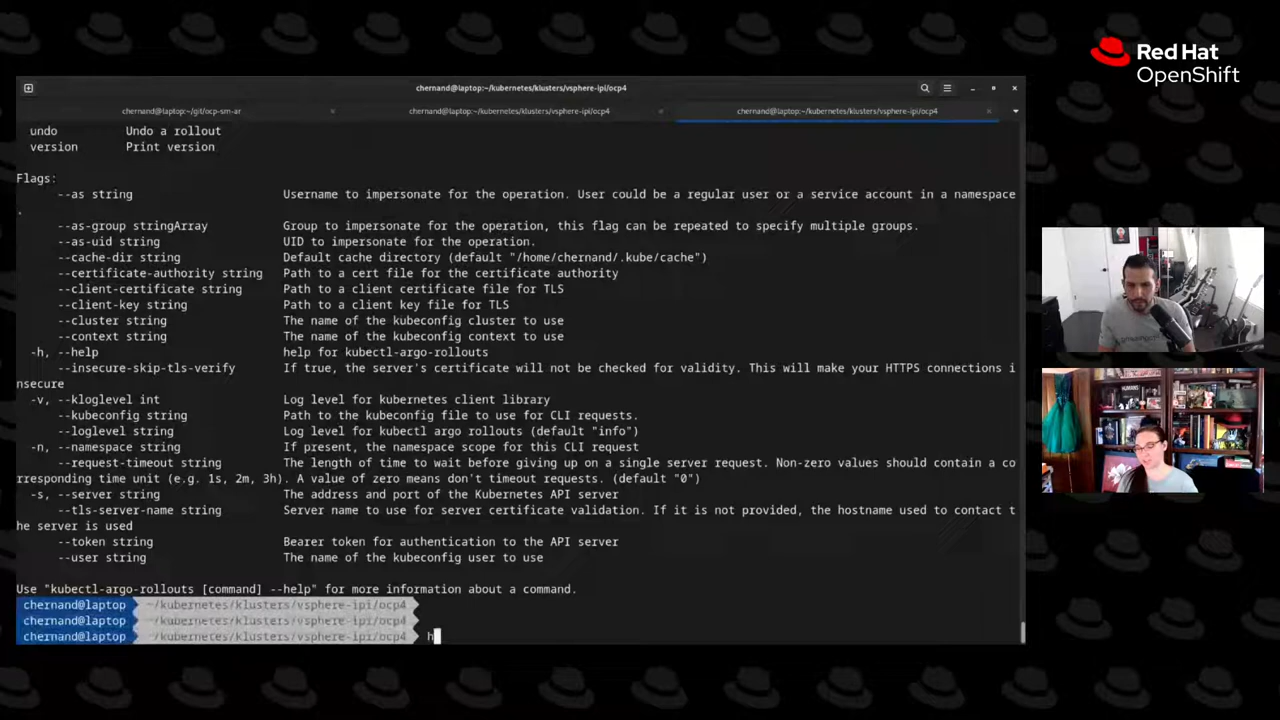 Red Hat
OpenShift
chernand@laptop:~/kubernetes/klusters/vsphere-ipi/ocp4
chernand@laptop:~/git/ocp-sm-ar
chernand@laptop:~/kubernetes/klusters/vsphere-ipi/ocp4
chernand@laptop:~/kubernetes/klusters/vsphere-ipi/ocp4
undo Undo a rollout
version Print version
Flags:
--as string Username to impersonate for the operation. User could be a regular user or a service account in a namespace
.
--as-group stringArray Group to impersonate for the operation, this flag can be repeated to specify multiple groups.
--as-uid string UID to impersonate for the operation.
--cache-dir string Default cache directory (default "/home/chernand/.kube/cache")
--certificate-authority string Path to a cert file for the certificate authority
--client-certificate string Path to a client certificate file for TLS
--client-key string Path to a client key file for TLS
--cluster string The name of the kubeconfig cluster to use
--context string The name of the kubeconfig context to use
-h, --help help for kubectl-argo-rollouts
--insecure-skip-tls-verify If true, the server's certificate will not be checked for validity. This will make your HTTPS connections i
nsecure
-v, --kloglevel int Log level for kubernetes client library
--kubeconfig string Path to the kubeconfig file to use for CLI requests.
--loglevel string Log level for kubectl argo rollouts (default "info")
-n, --namespace string If present, the namespace scope for this CLI request
--request-timeout string The length of time to wait before giving up on a single server request. Non-zero values should contain a co
rresponding time unit (e.g. 1s, 2m, 3h). A value of zero means don't timeout requests. (default "0")
-s, --server string The address and port of the Kubernetes API server
--tls-server-name string Server name to use for server certificate validation. If it is not provided, the hostname used to contact t
he server is used
--token string Bearer token for authentication to the API server
--user string The name of the kubeconfig user to use
Use "kubectl-argo-rollouts [command] --help" for more information about a command.
chernand@laptop ~/kubernetes/klusters/vsphere-ipi/ocp4
chernand@laptop ~/kubernetes/klusters/vsphere-ipi/ocp4
chernand@laptop ~/kubernetes/klusters/vsphere-ipi/ocp4 h
HUMANS